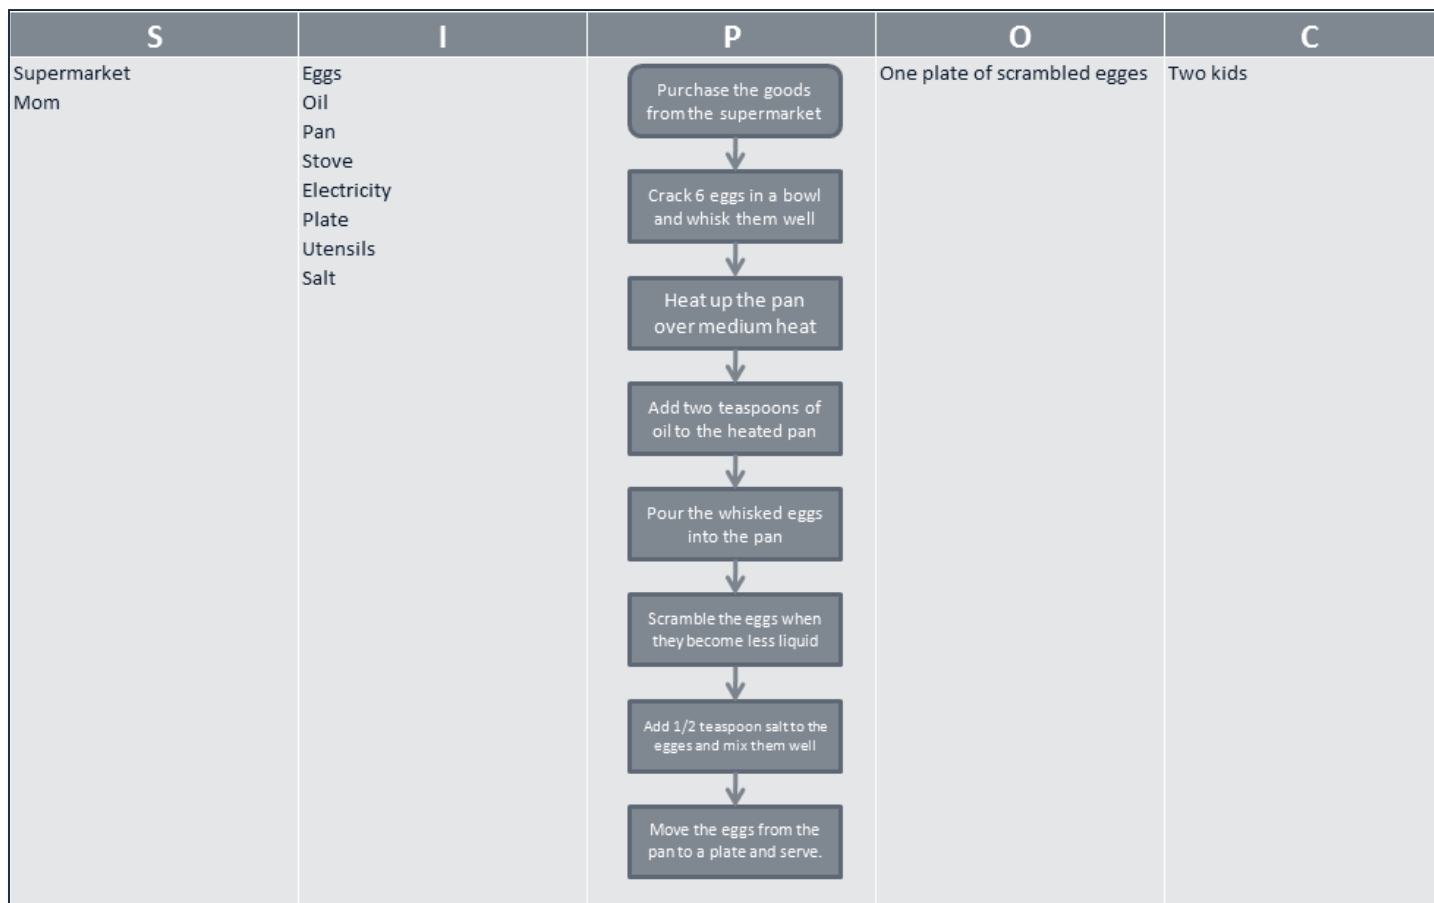 S
I
P
O
C
Supermarket
Mom
Eggs
Oil
Pan
Stove
Electricity
Plate
Utensils
Salt
Purchase the goods
from the supermarket
Crack 6 eggs in a bowl
and whisk them well
Heat up the pan
over medium heat
Add two teaspoons of
oil to the heated pan
Pour the whisked eggs
into the pan
Scramble the eggs when
they become less liquid
Add 1/2 teaspoon salt to the
egges and mix them well
Move the eggs from the
pan to a plate and serve.
One plate of scrambled egges
Two kids